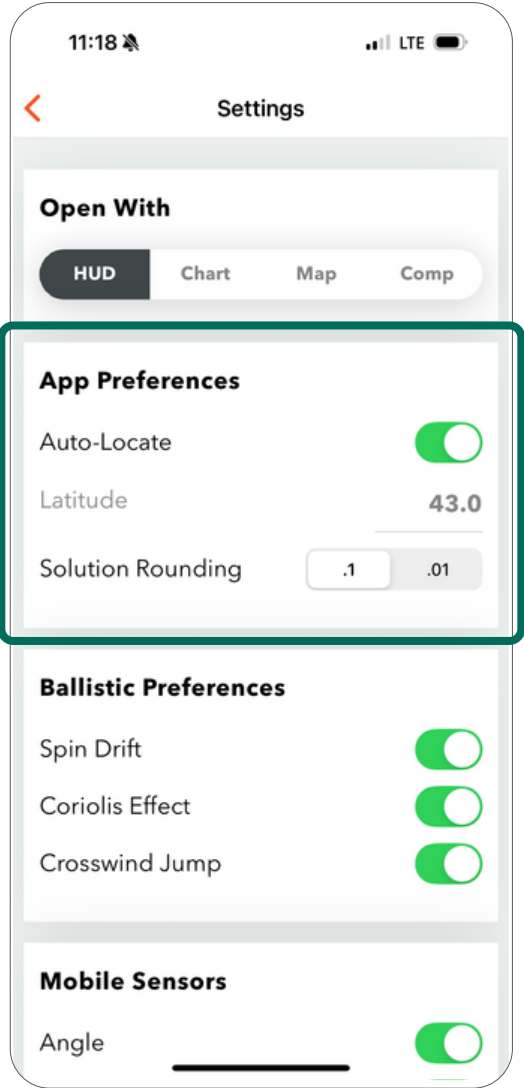 11:18 LTE
Settings
Open With
HUD Chart Map Comp
App Preferences
Auto-Locate
Latitude 43.0
Solution Rounding .1 .01
Ballistic Preferences
Spin Drift
Coriolis Effect
Crosswind Jump
Mobile Sensors
Angle